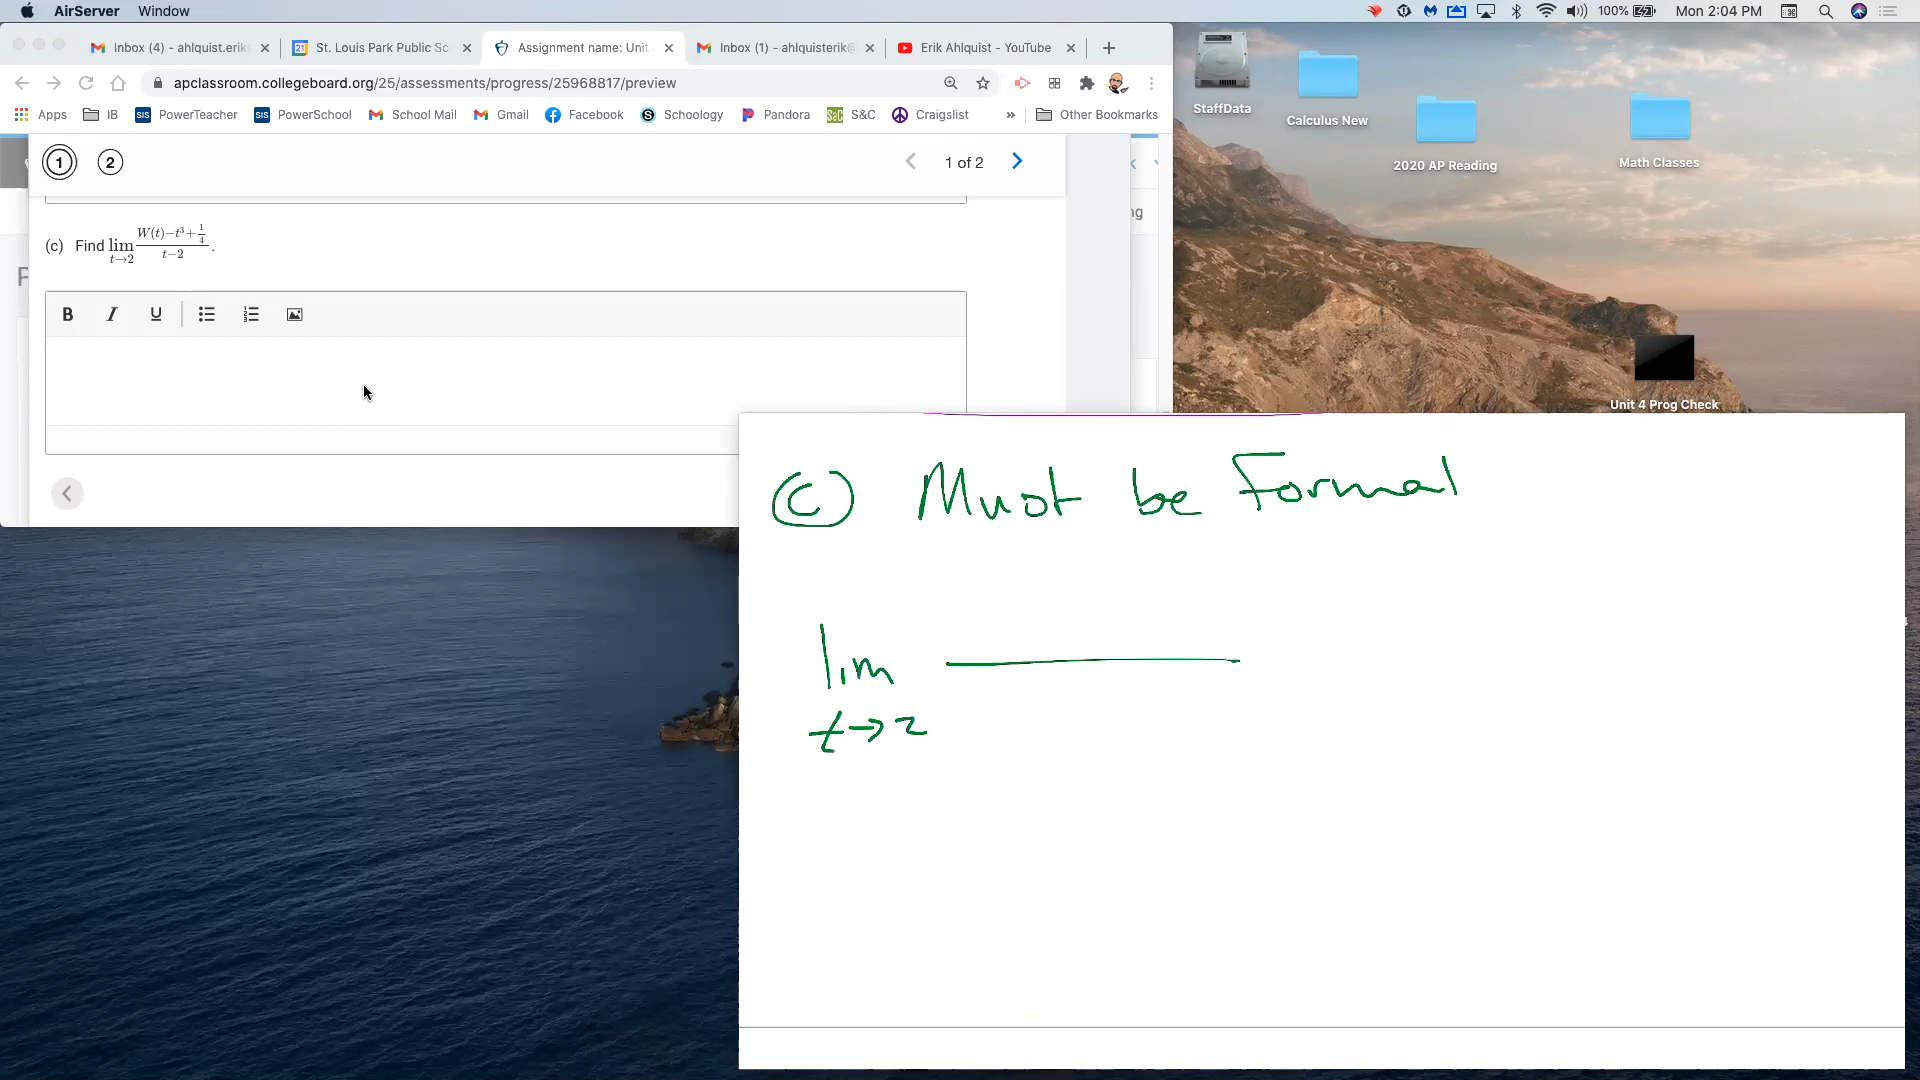 AirServer Window 100% Mon 2:04 PM
Inbox (4) - ahlquist.erik St. Louis Park Public Sc Assignment name: Unit Inbox (1) - ahlquisterik@ Erik Ahlquist - YouTube
apclassroom.collegeboard.org/25/assessments/progress/25968817/preview
Apps IB SIS PowerTeacher SIS PowerSchool School Mail Gmail Facebook S Schoology Pandora S&C S&C Craigslist » Other Bookmarks
1 2 1 of 2
(c) Find lim t→2 (W(t)−t³+1/4)/(t−2).
B I U
StaffData
Calculus New
2020 AP Reading
Math Classes
Unit 4 Prog Check
ng
(C) Must be Formal
lim
t→2